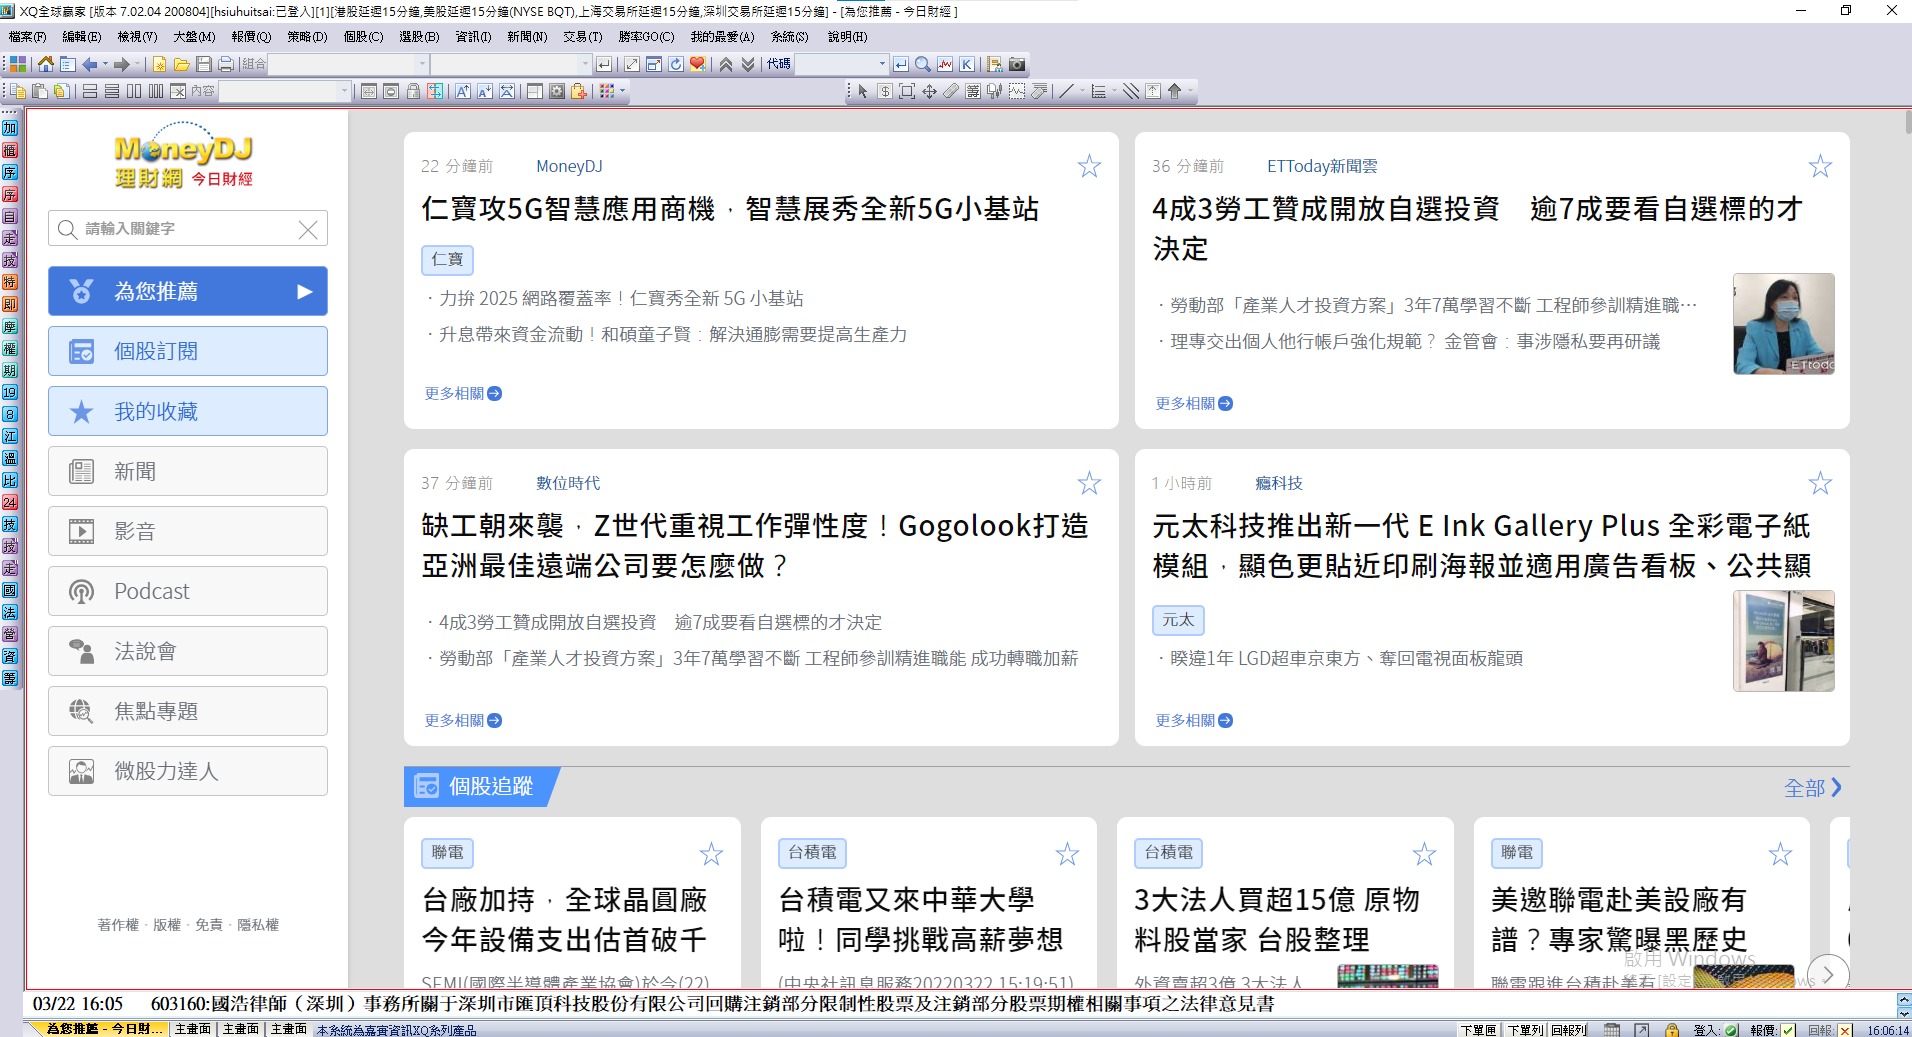 XQ全球贏家 [版本 7.02.04 200804][hsiuhuitsai:已登入][1][港股延遲15分鐘,美股延遲15分鐘(NYSE BQT),上海交易所延遲15分鐘,深圳交易所延遲15分鐘] - [為您推薦 - 今日財經 ]
檔案(F) 編輯(E) 檢視(V) 大盤(M) 報價(Q) 策略(D) 個股(C) 選股(B) 資訊(I) 新聞(N) 交易(T) 勝率GO(C) 我的最愛(A) 系統(S) 說明(H)
組合 代碼
內容
加
循
序
序
自
走
技
特
即
摩
權
期
19
8
江
溫
比
24
技
技
走
國
法
當
資
籌
MoneyDJ
理財網 今日財經
請輸入關鍵字
為您推薦
個股訂閱
我的收藏
新聞
影音
Podcast
法說會
焦點專題
微股力達人
著作權 · 版權 · 免責 · 隱私權
22 分鐘前 MoneyDJ
仁寶攻5G智慧應用商機，智慧展秀全新5G小基站
仁寶
· 力拚 2025 網路覆蓋率！仁寶秀全新 5G 小基站
· 升息帶來資金流動！和碩童子賢：解決通膨需要提高生產力
更多相關
36 分鐘前 ETToday新聞雲
4成3勞工贊成開放自選投資　逾7成要看自選標的才
決定
· 勞動部「產業人才投資方案」3年7萬學習不斷 工程師參訓精進職…
· 理專交出個人他行帳戶強化規範？ 金管會：事涉隱私要再研議
ETtoda
更多相關
37 分鐘前 數位時代
缺工朝來襲，Z世代重視工作彈性度！Gogolook打造
亞洲最佳遠端公司要怎麼做？
· 4成3勞工贊成開放自選投資　逾7成要看自選標的才決定
· 勞動部「產業人才投資方案」3年7萬學習不斷 工程師參訓精進職能 成功轉職加薪
更多相關
1 小時前 癮科技
元太科技推出新一代 E Ink Gallery Plus 全彩電子紙
模組，顯色更貼近印刷海報並適用廣告看板、公共顯
元太
· 睽違1年 LGD超車京東方、奪回電視面板龍頭
更多相關
個股追蹤 全部
聯電
台廠加持，全球晶圓廠
今年設備支出估首破千
SEMI(國際半導體產業協會)於今(22)
台積電
台積電又來中華大學
啦！同學挑戰高薪夢想
(中央社訊息服務20220322 15:19:51)
台積電
3大法人買超15億 原物
料股當家 台股整理
外資賣超3億 3大法人
聯電
美邀聯電赴美設廠有
譜？專家驚曝黑歷史
聯電跟進台積赴美有
啟用 Windows
03/22 16:05 603160:國浩律師（深圳）事務所關于深圳市匯頂科技股份有限公司回購注銷部分限制性股票及注銷部分股票期權相關事項之法律意見書
為您推薦 - 今日財... 主畫面 主畫面 主畫面 本系統為嘉實資訊XQ系列產品
下單匣 下單列 回報列 登入: 報價: 回報: 16:06:14